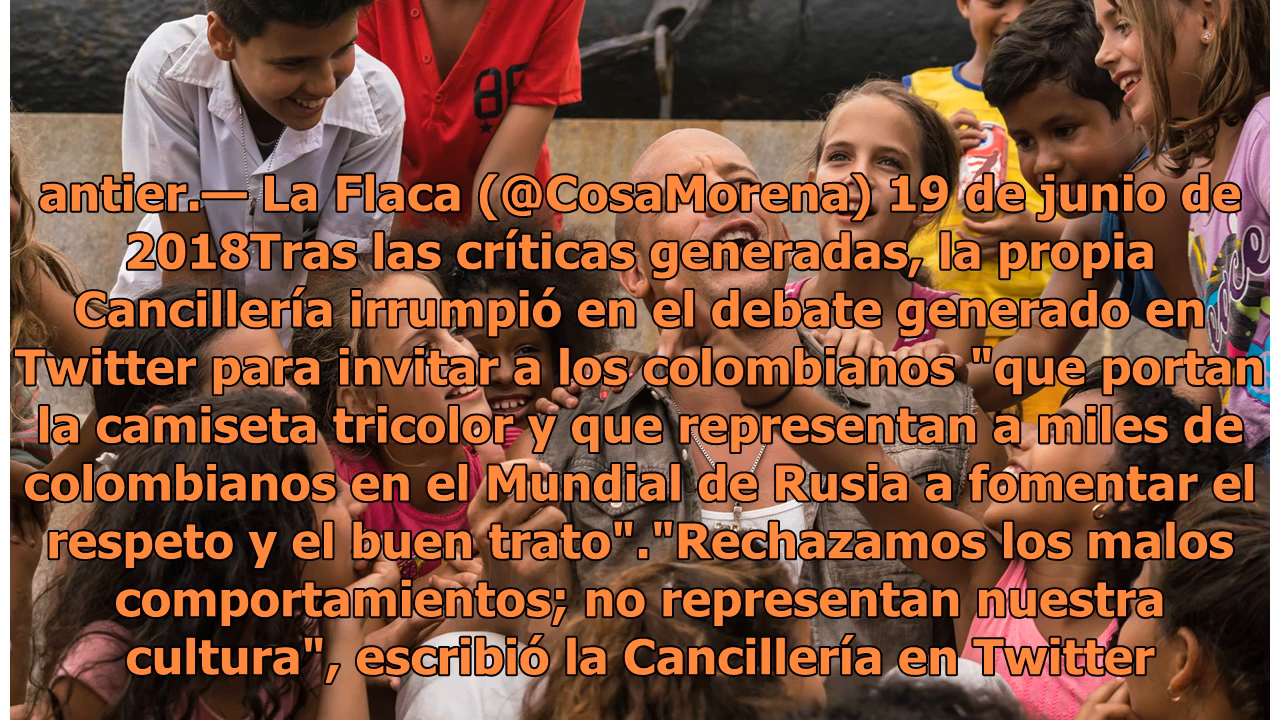 antier.— La Flaca (@CosaMorena) 19 de junio de
2018Tras las críticas generadas, la propia
Cancillería irrumpió en el debate generado en
Twitter para invitar a los colombianos "que portan
la camiseta tricolor y que representan a miles de
colombianos en el Mundial de Rusia a fomentar el
respeto y el buen trato"."Rechazamos los malos
comportamientos; no representan nuestra
cultura", escribió la Cancillería en Twitter